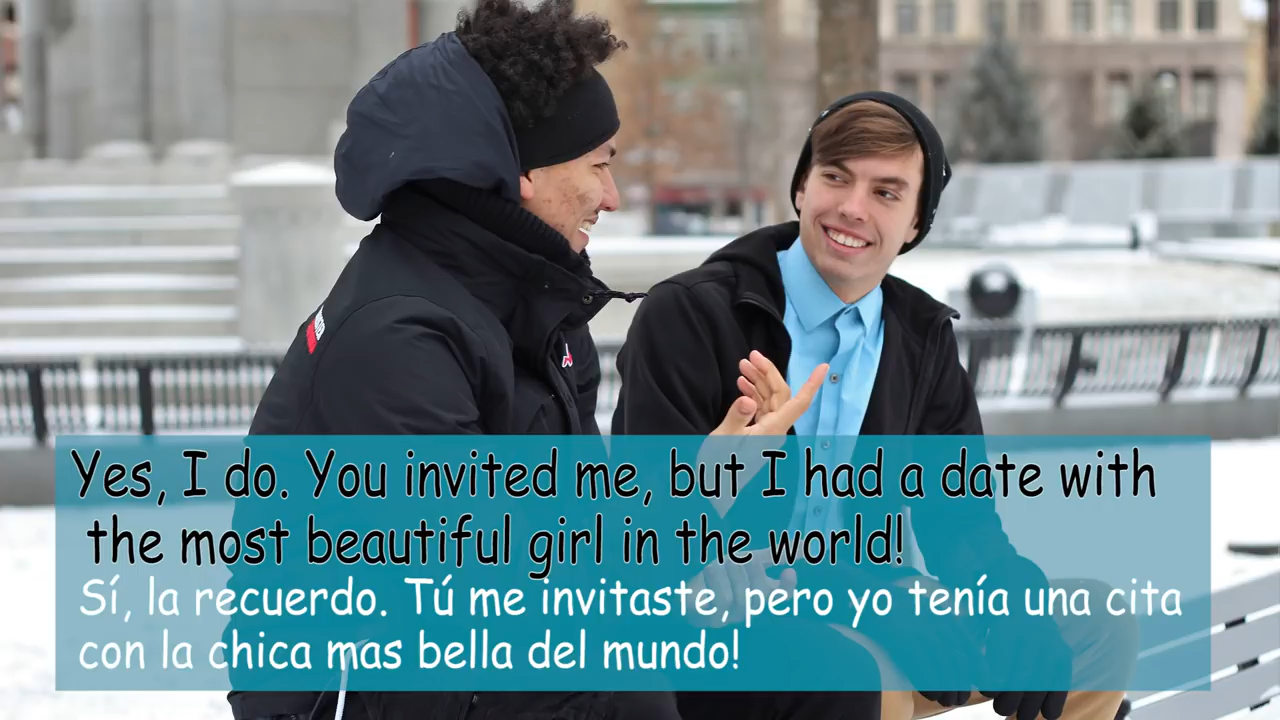 Yes, I do. You invited me, but I had a date with
the most beautiful girl in the world!
Sí, la recuerdo. Tú me invitaste, pero yo tenía una cita
con la chica mas bella del mundo!